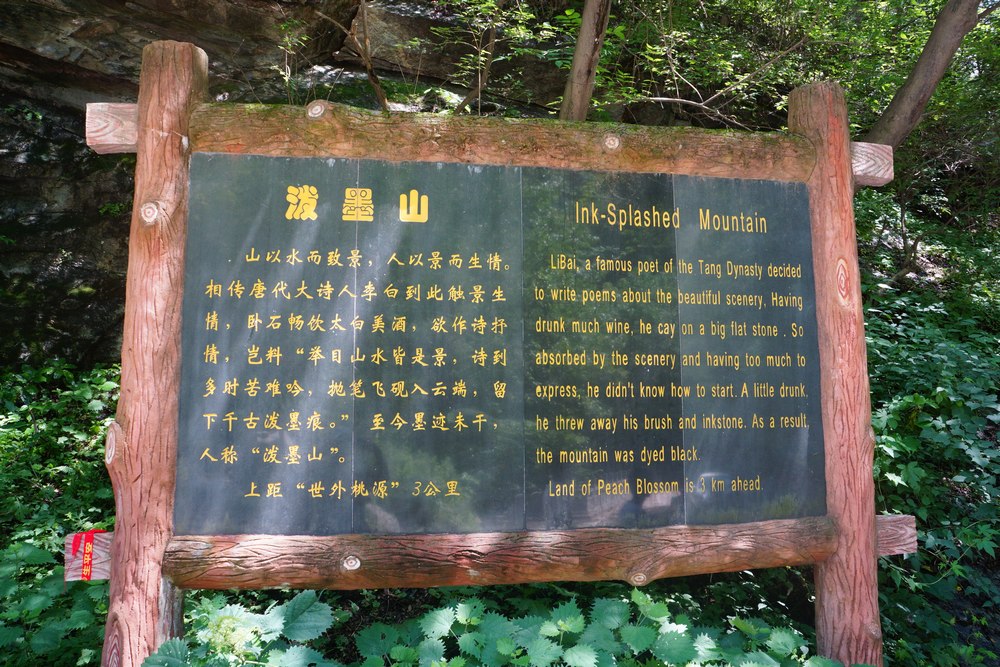 泼墨山
山以水而致景，人以景而生情。
相传唐代大诗人李白到此触景生
情，卧石畅饮太白美酒，欲作诗抒
情，岂料“举目山水皆是景，诗到
多时苦难吟，抛笔飞砚入云端，留
下千古泼墨痕。” 至今墨迹未干，
人称“泼墨山”。
上距“世外桃源”3公里
Ink-Splashed Mountain
LiBai, a famous poet of the Tang Dynasty decided
to write poems about the beautiful scenery, Having
drunk much wine, he cay on a big flat stone . So
absorbed by the scenery and having too much to
express, he didn't know how to start. A little drunk,
he threw away his brush and inkstone. As a result,
the mountain was dyed black.
Land of Peach Blossom is 3 km ahead.